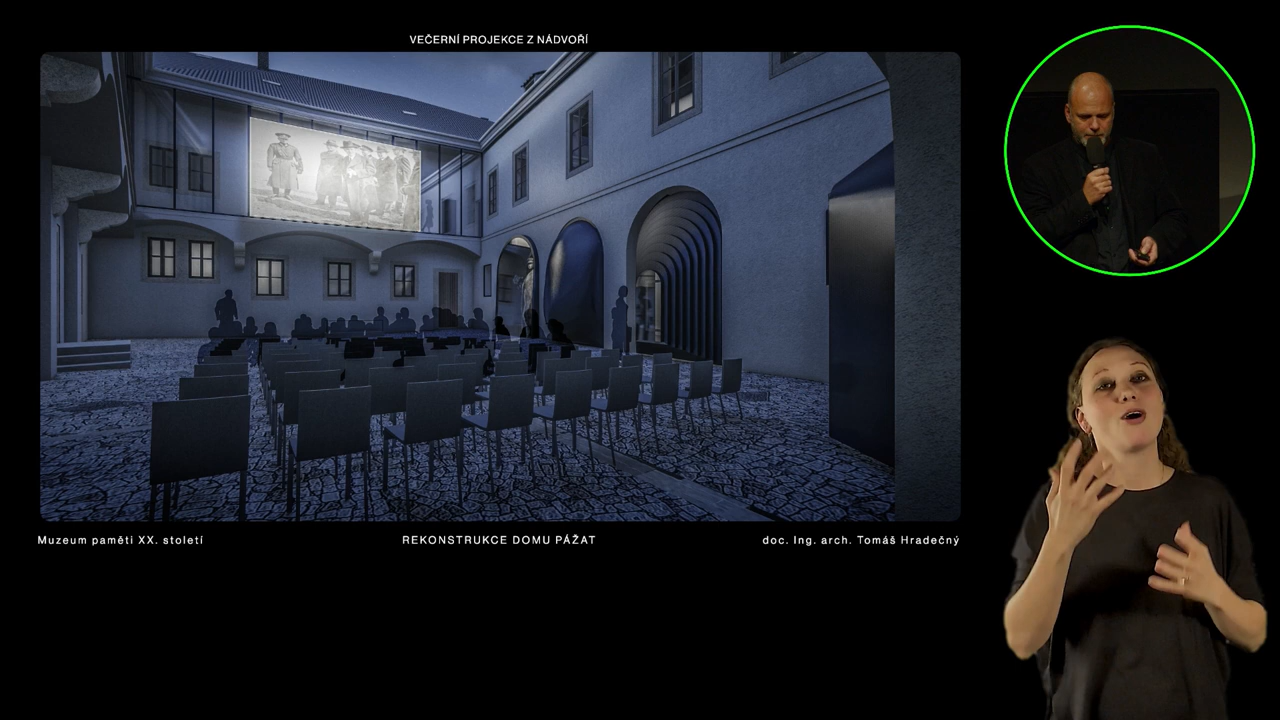 VEČERNÍ PROJEKCE Z NÁDVOŘÍ
Muzeum paměti XX. století
REKONSTRUKCE DOMU PÁŽAT
doc. Ing. arch. Tomáš Hradečný